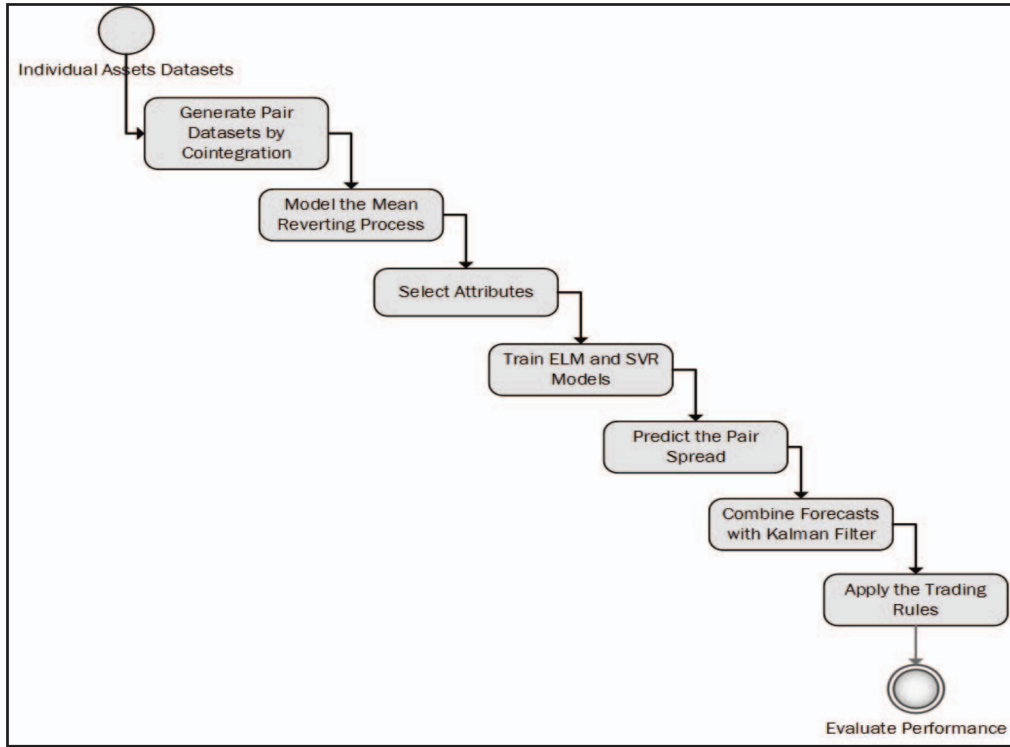 Individual Assets Datasets
Generate Pair
Datasets by
Cointegration
Model the Mean
Reverting Process
Select Attributes
Train ELM and SVR
Models
Predict the Pair
Spread
Combine Forecasts
with Kalman Filter
Apply the Trading
Rules
Evaluate Performance